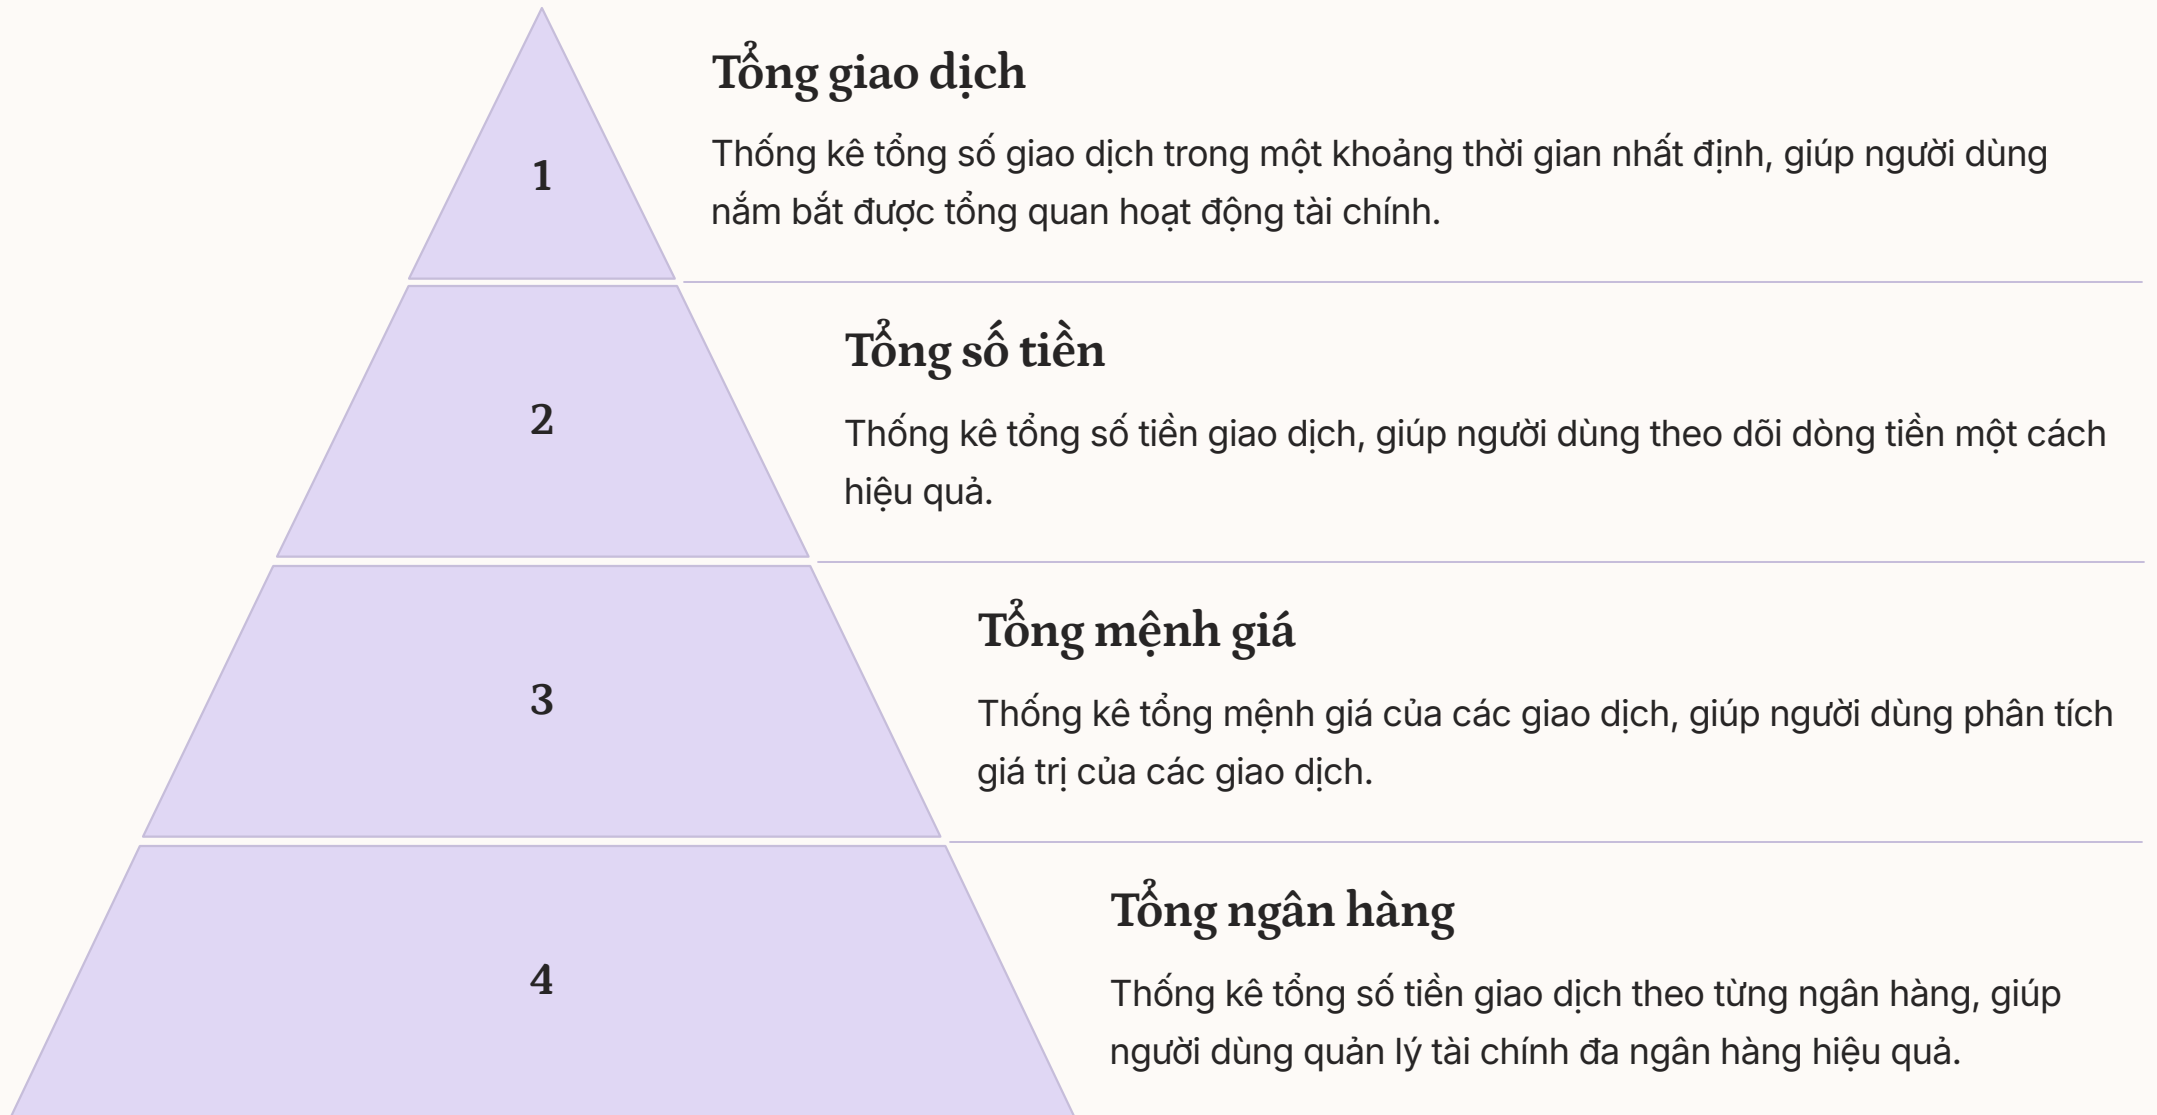 Tổng giao dịch
Thống kê tổng số giao dịch trong một khoảng thời gian nhất định, giúp người dùng
nắm bắt được tổng quan hoạt động tài chính.
1
Tổng số tiền
2
Thống kê tổng số tiền giao dịch, giúp người dùng theo dõi dòng tiền một cách
hiệu quả.
Tổng mệnh giá
3
Thống kê tổng mệnh giá của các giao dịch, giúp người dùng phân tích
giá trị của các giao dịch.
Tổng ngân hàng
4
Thống kê tổng số tiền giao dịch theo từng ngân hàng, giúp
người dùng quản lý tài chính đa ngân hàng hiệu quả.